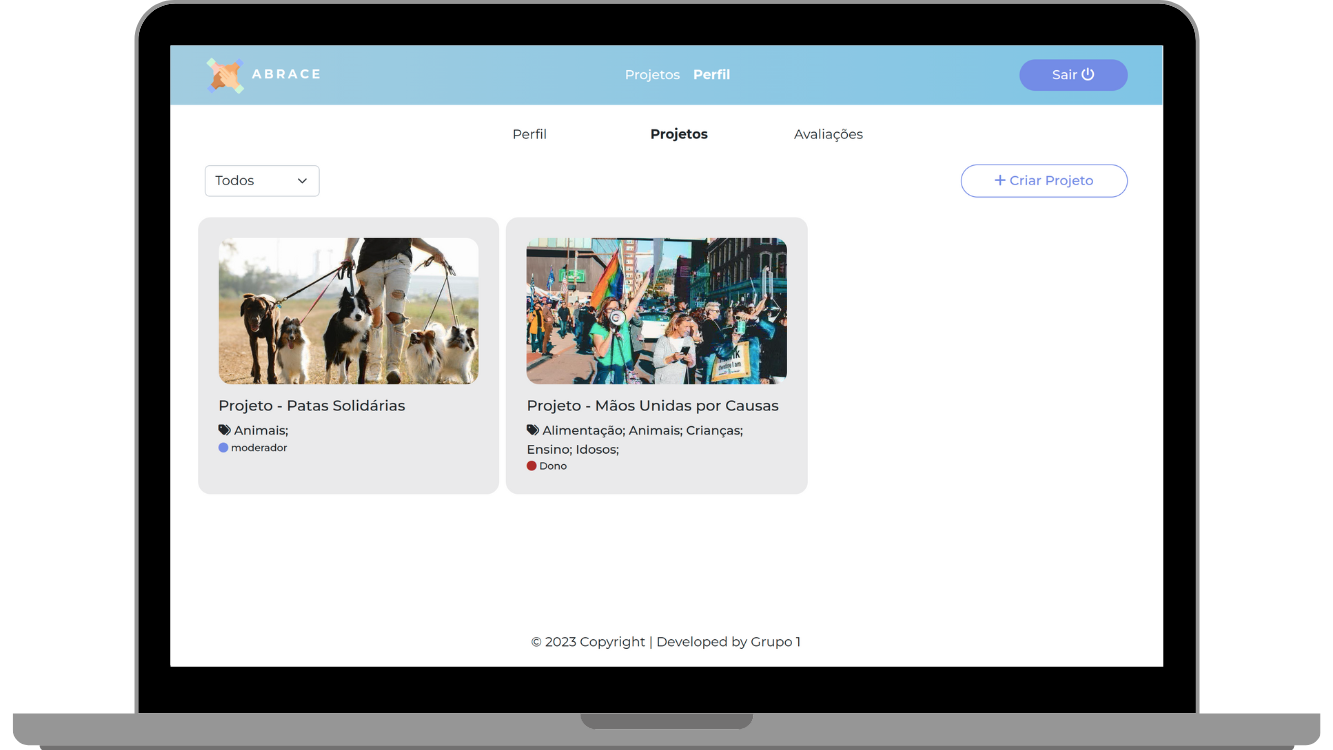 ABRACE
Projetos Perfil
Sair
Perfil
Projetos
Avaliações
Todos
+ Criar Projeto
Projeto - Patas Solidárias
Animais;
moderador
Projeto - Mãos Unidas por Causas
Alimentação; Animais; Crianças;
Ensino; Idosos;
Dono
© 2023 Copyright | Developed by Grupo 1